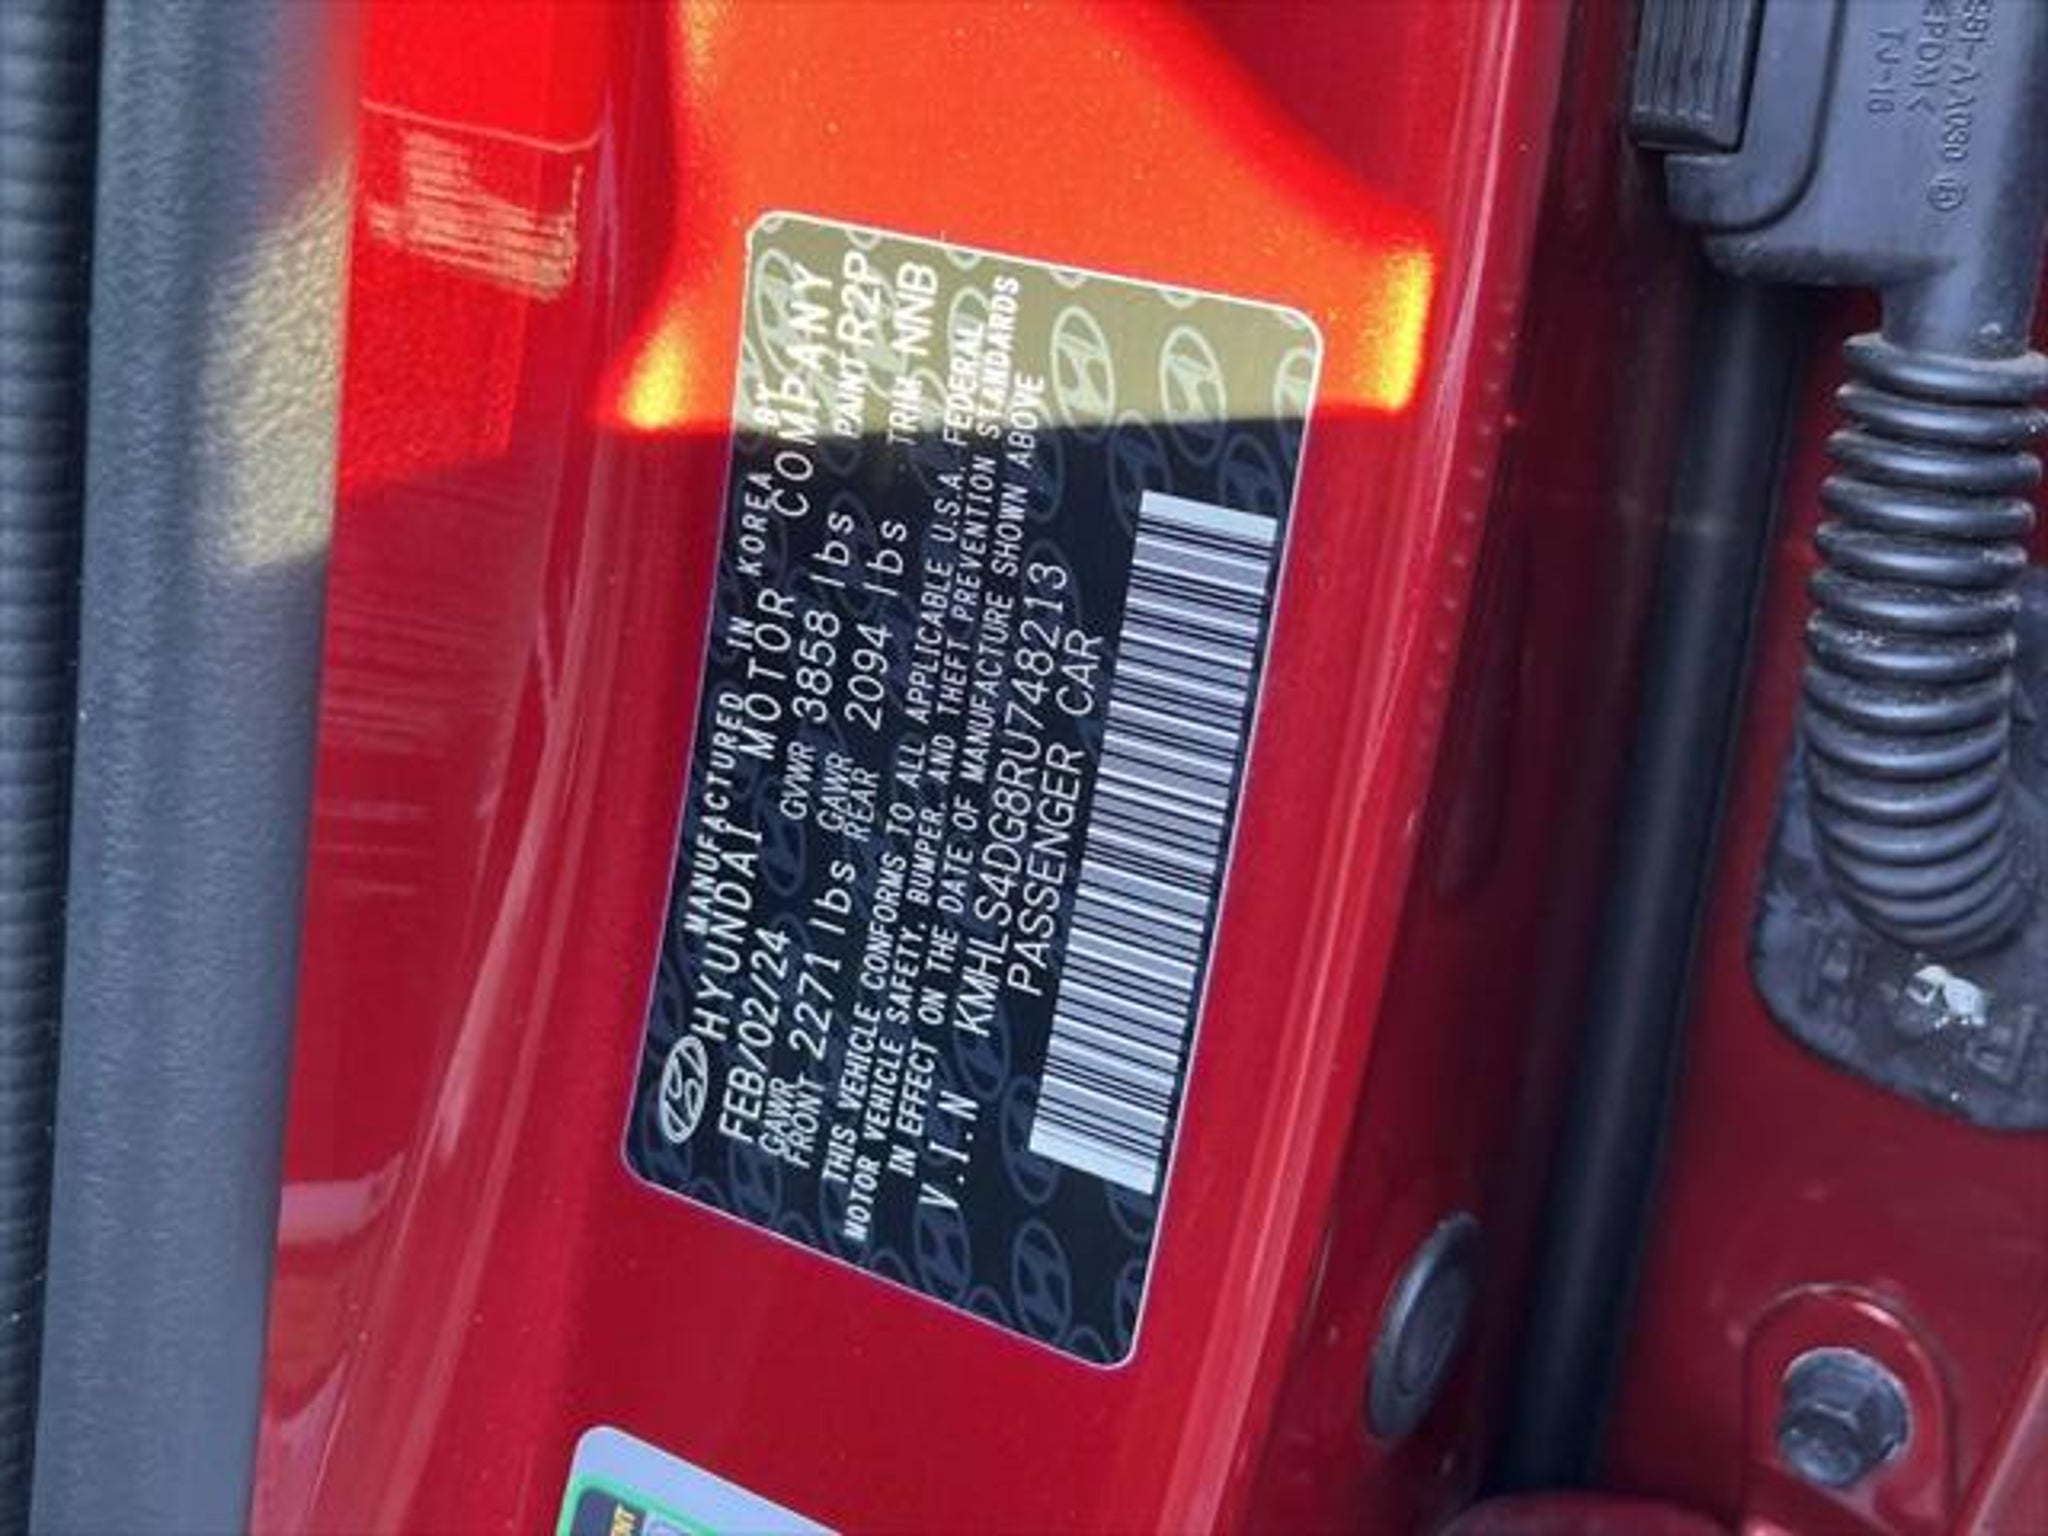 MANUFACTURED IN KOREA BY
HYUNDAI MOTOR COMPANY
FEB/02/24 GVWR 3858 lbs PAINT R2P
GAWR FRONT 2271 lbs GAWR REAR 2094 lbs TRIM NNB
THIS VEHICLE CONFORMS TO ALL APPLICABLE U.S.A. FEDERAL
MOTOR VEHICLE SAFETY, BUMPER, AND THEFT PREVENTION STANDARDS
IN EFFECT ON THE DATE OF MANUFACTURE SHOWN ABOVE
V.I.N KMHLS4DG8RU748213
PASSENGER CAR
TJ-18